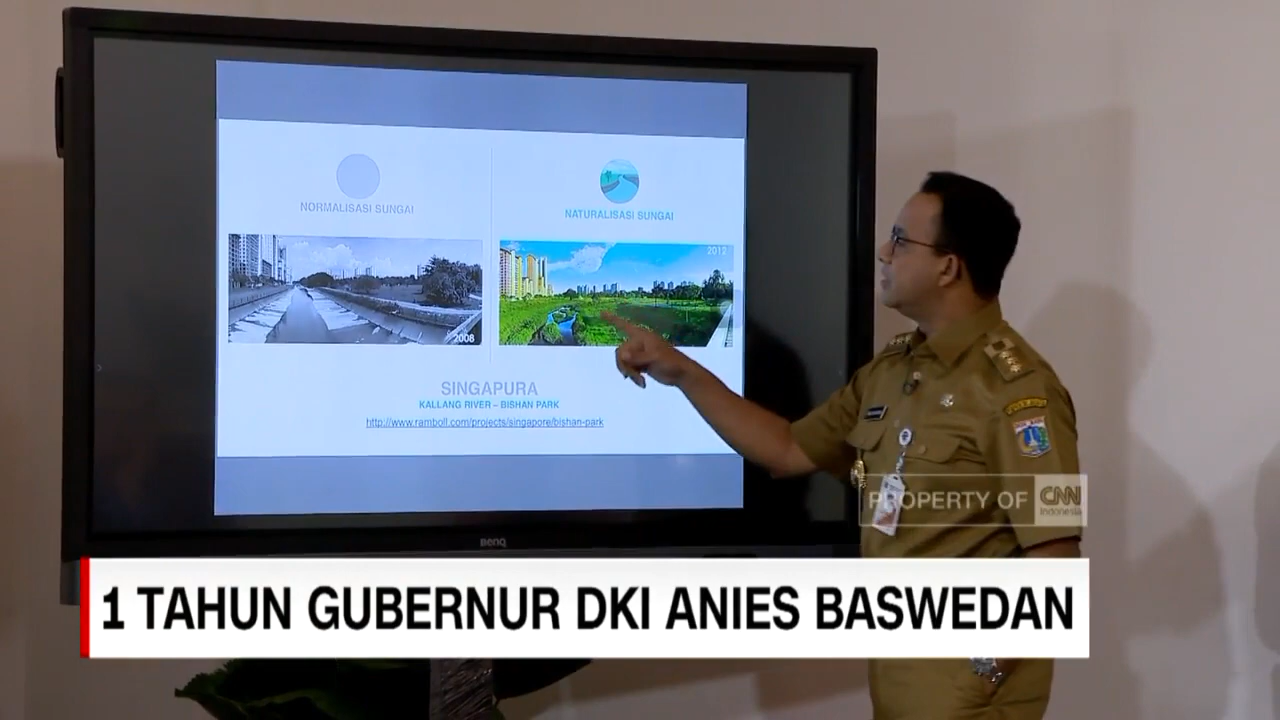 NORMALISASI SUNGAI
NATURALISASI SUNGAI
2008
2012
SINGAPURA
KALLANG RIVER – BISHAN PARK
http://www.ramboll.com/projects/singapore/bishan-park
BenQ
PROPERTY OF CNN
Indonesia
1 TAHUN GUBERNUR DKI ANIES BASWEDAN